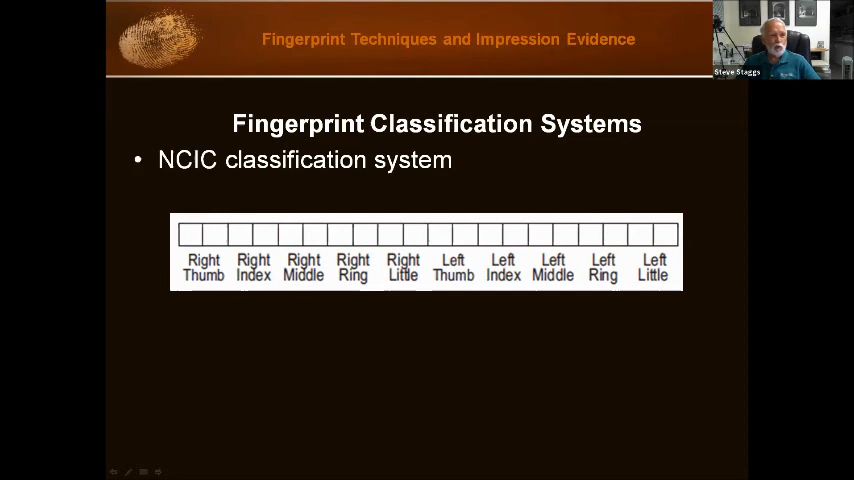 Fingerprint Techniques and Impression Evidence
Steve Staggs
Fingerprint Classification Systems
• NCIC classification system
Right Thumb
Right Index
Right Middle
Right Ring
Right Little
Left Thumb
Left Index
Left Middle
Left Ring
Left Little